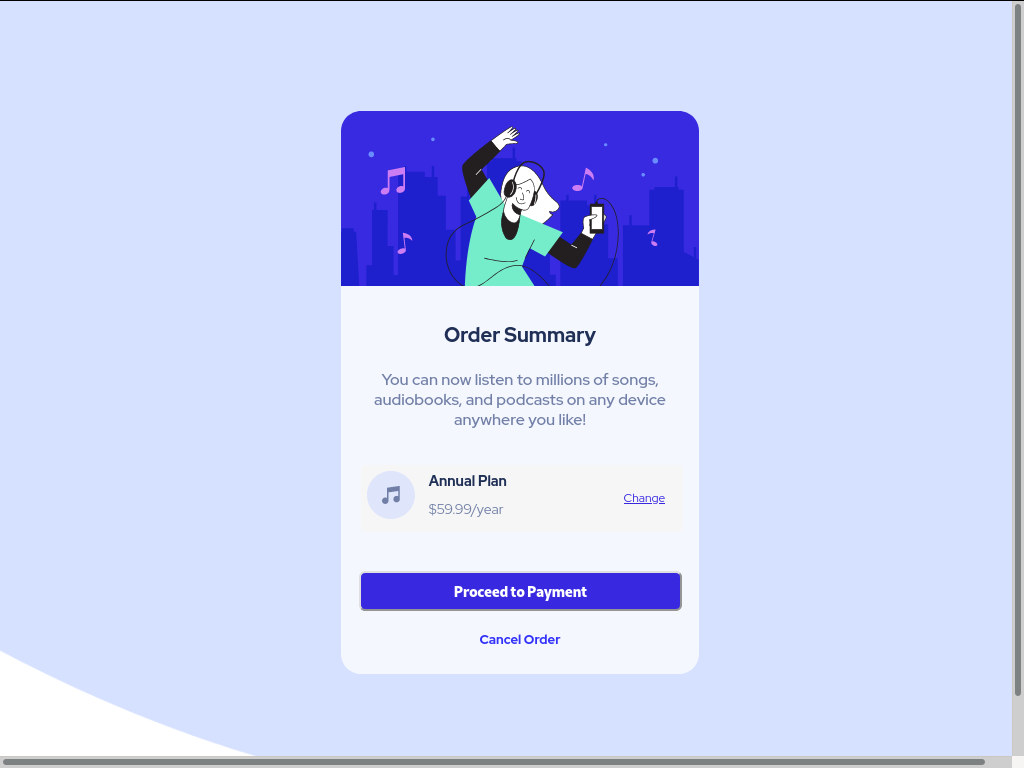 Order Summary
You can now listen to millions of songs,
audiobooks, and podcasts on any device
anywhere you like!
Annual Plan
$59.99/year
Change
Proceed to Payment
Cancel Order